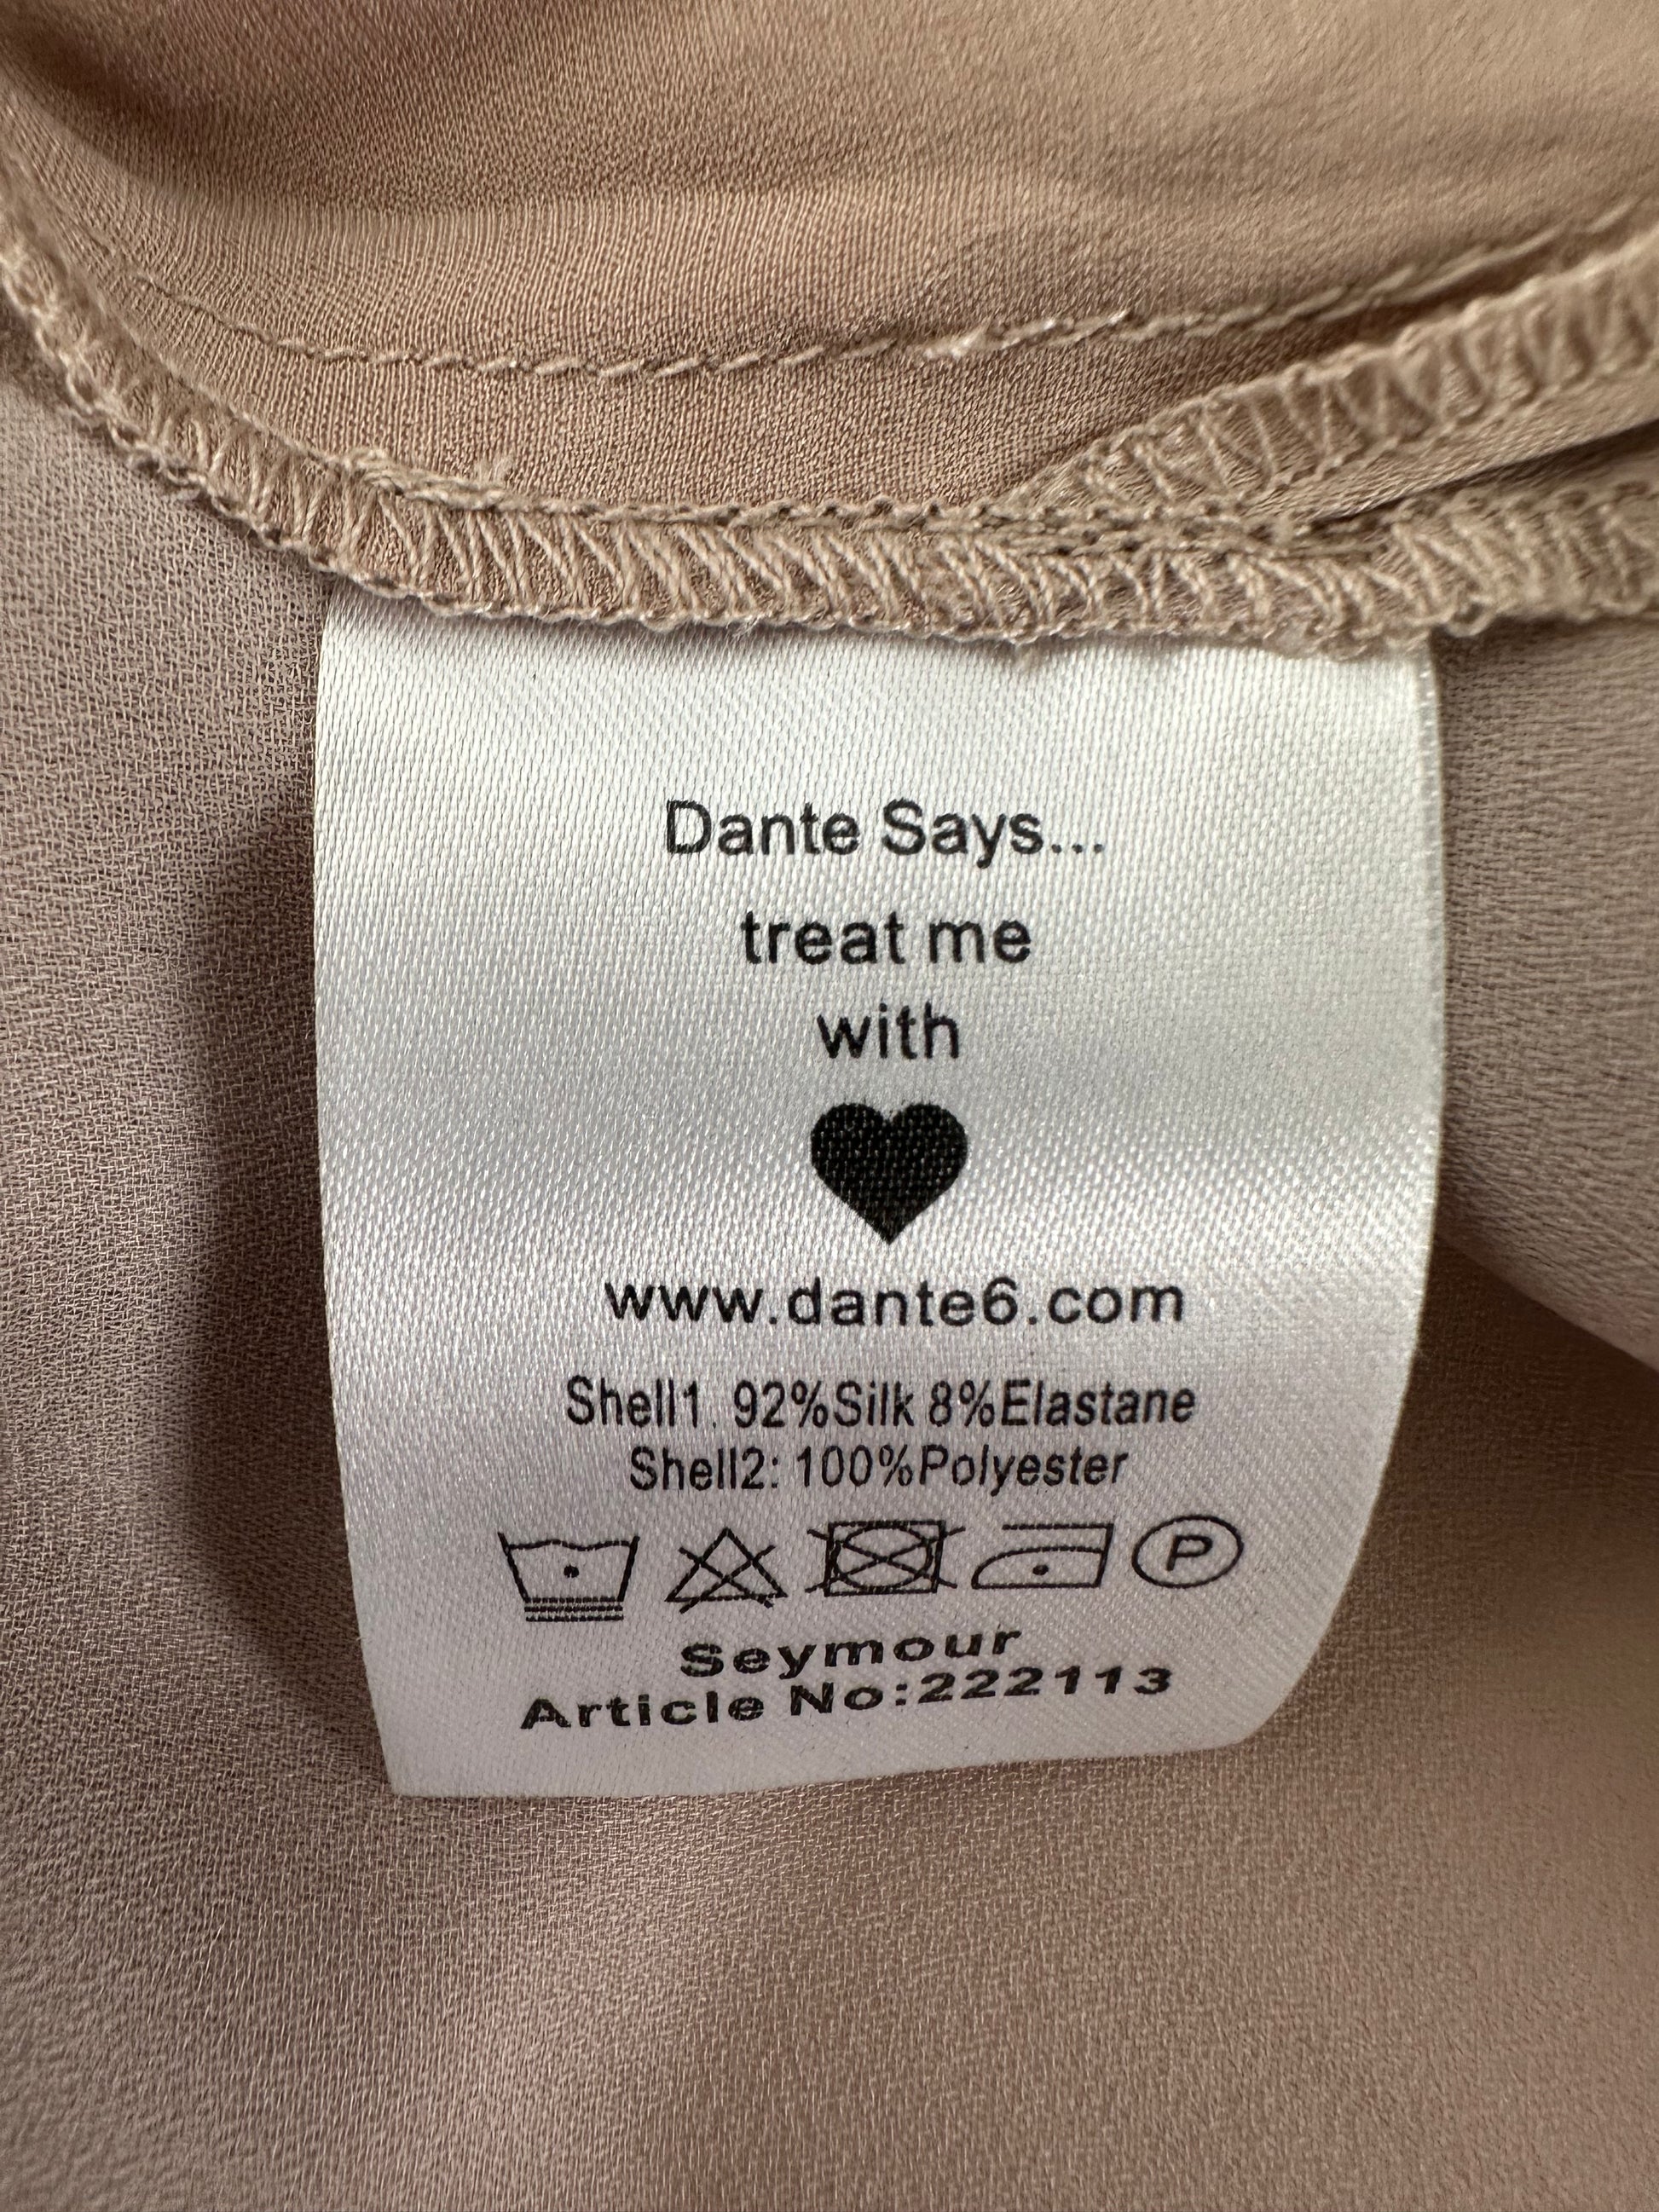 Dante Says...
treat me
with
www.dante6.com
Shell1. 92%Silk 8%Elastane
Shell2: 100%Polyester
P
Seymour
Article No:222113